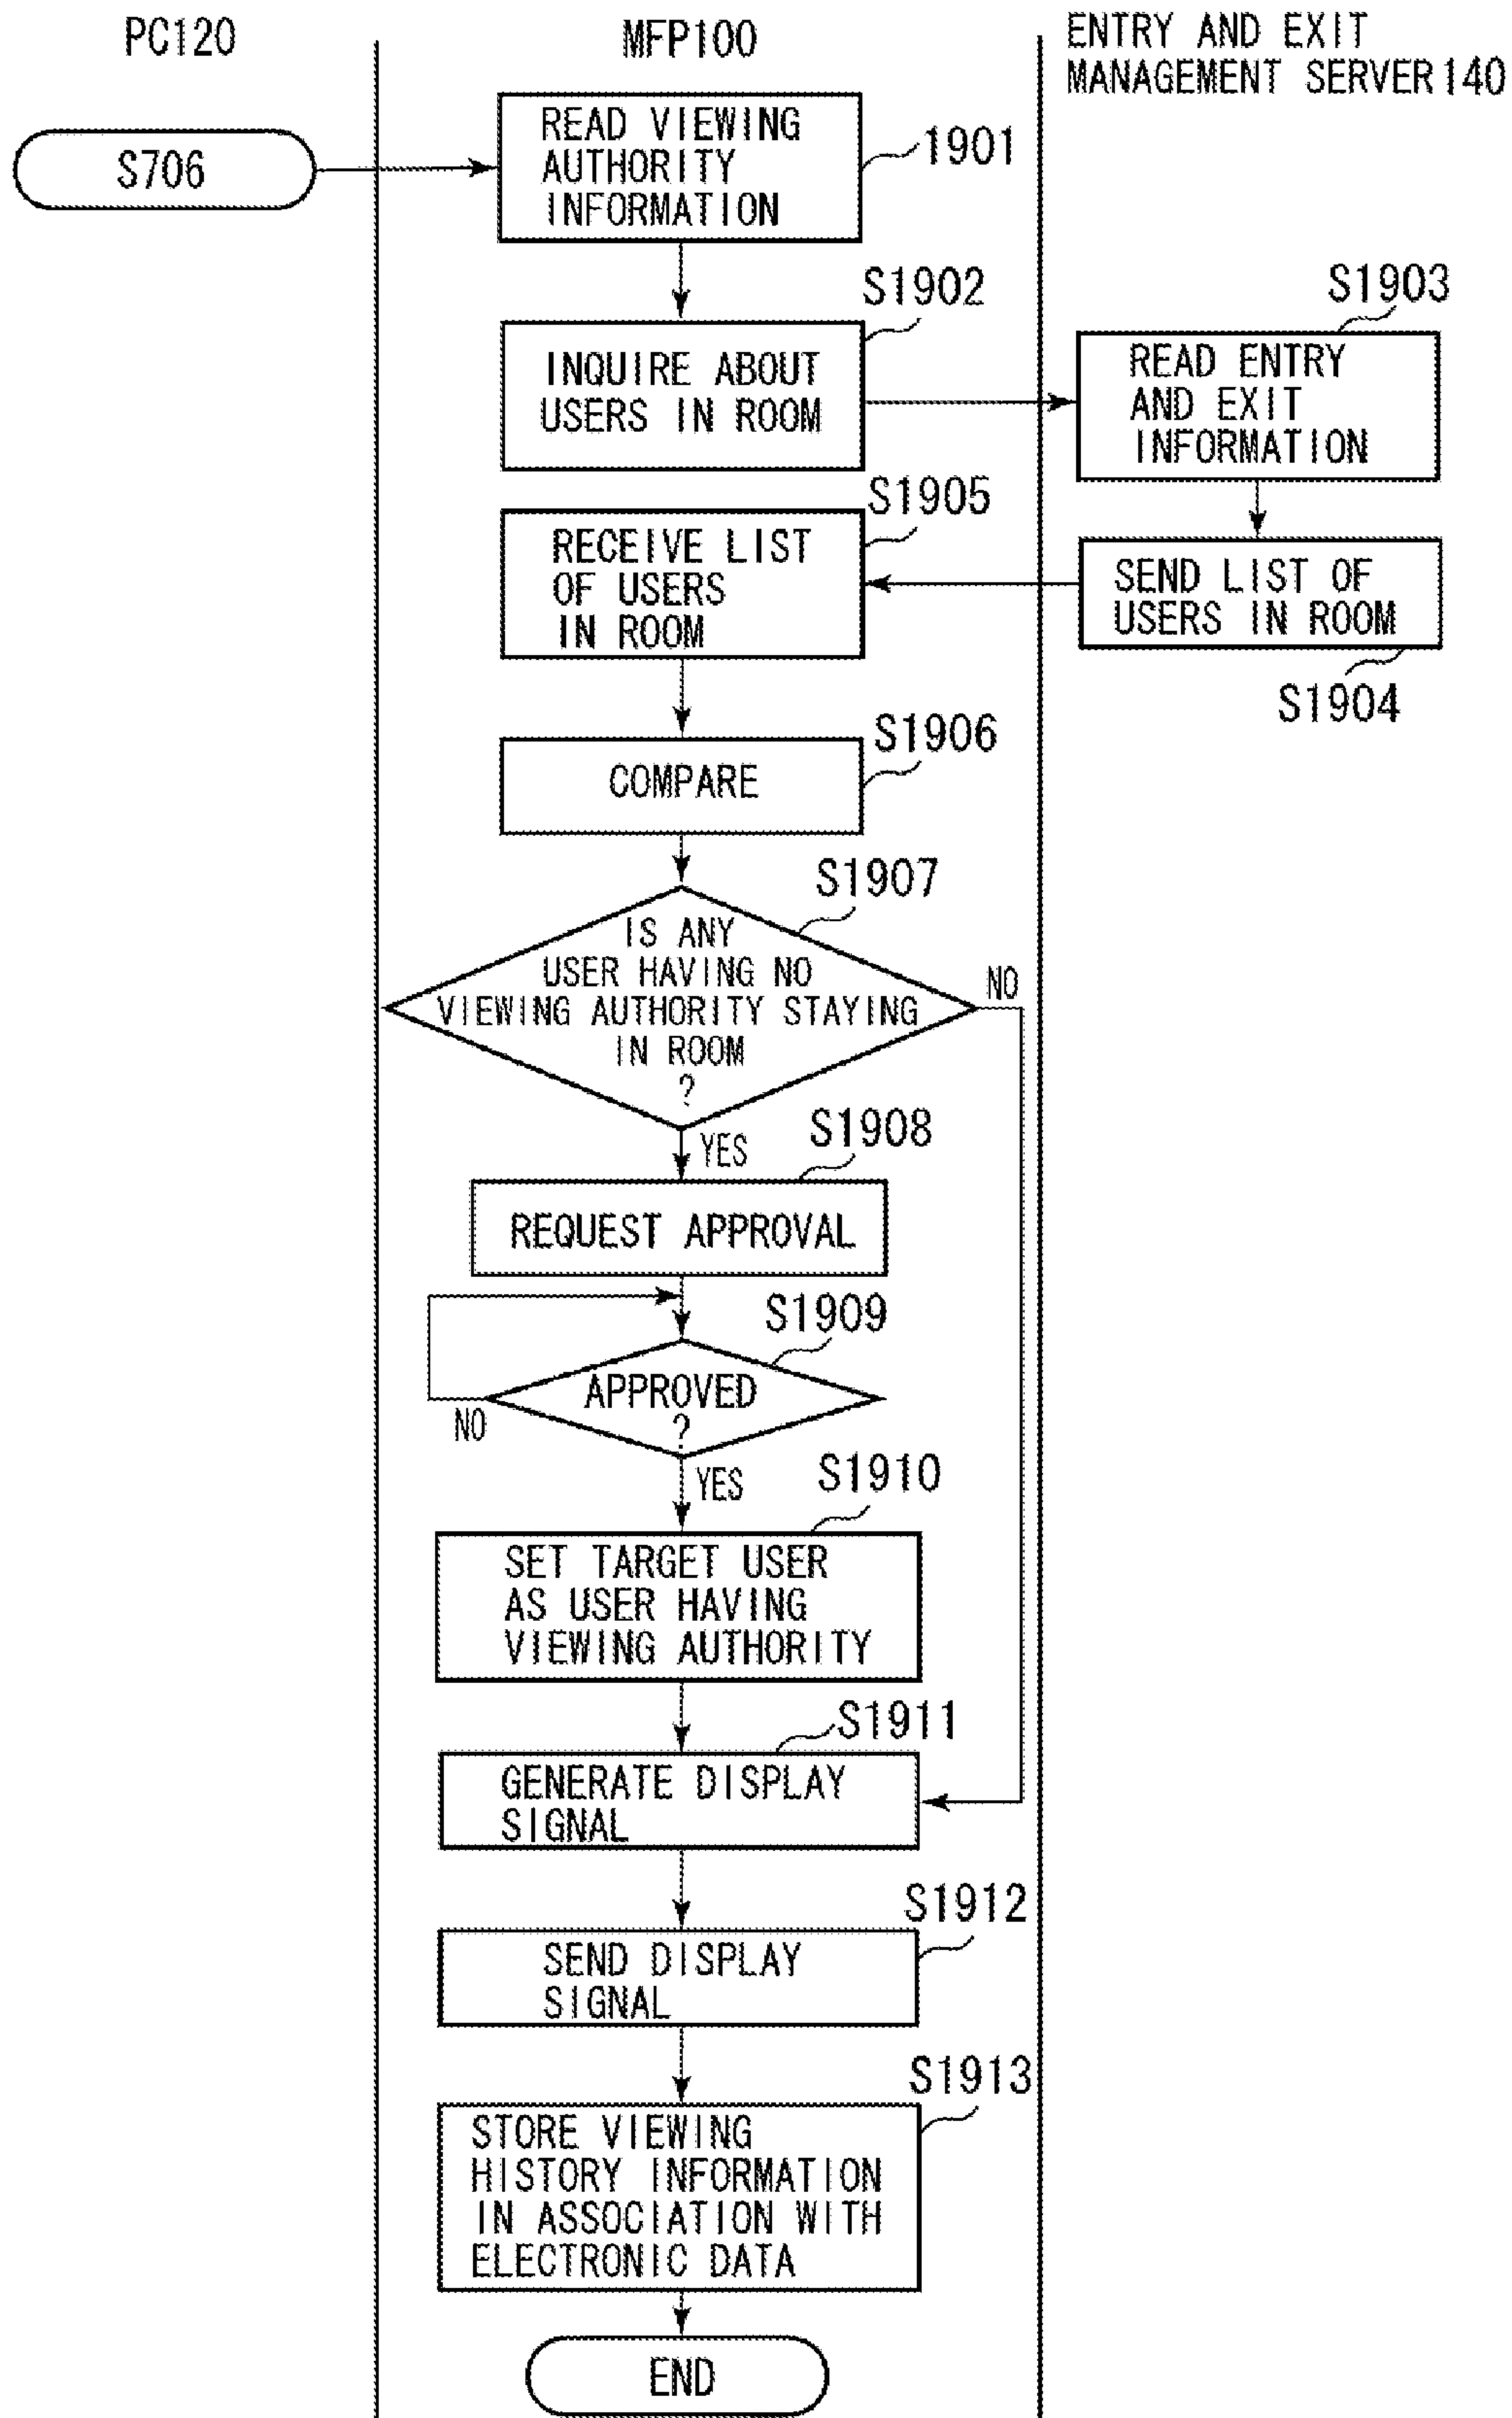 PC120
MFP100
ENTRY AND EXIT
MANAGEMENT SERVER140
S706
READ VIEWING
AUTHORITY
INFORMATION
1901
S1902
INQUIRE ABOUT
USERS IN ROOM
S1903
READ ENTRY
AND EXIT
INFORMATION
S1905
RECEIVE LIST
OF USERS
IN ROOM
SEND LIST OF
USERS IN ROOM
S1904
S1906
COMPARE
S1907
IS ANY
USER HAVING NO
VIEWING AUTHORITY STAYING
IN ROOM
?
NO
YES
S1908
REQUEST APPROVAL
S1909
APPROVED
?
NO
YES
S1910
SET TARGET USER
AS USER HAVING
VIEWING AUTHORITY
S1911
GENERATE DISPLAY
SIGNAL
S1912
SEND DISPLAY
SIGNAL
S1913
STORE VIEWING
HISTORY INFORMATION
IN ASSOCIATION WITH
ELECTRONIC DATA
END